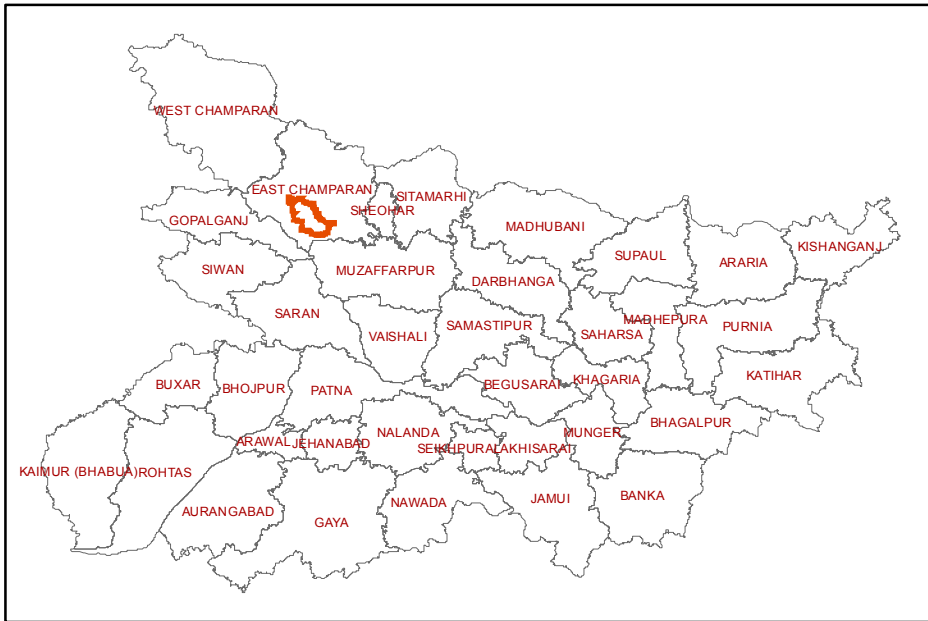 WEST CHAMPARAN
EAST CHAMPARAN
SITAMARHI
SHEOHAR
GOPALGANJ
MADHUBANI
KISHANGANJ
SUPAUL
ARARIA
SIWAN
MUZAFFARPUR
DARBHANGA
SARAN
MADHEPURA
VAISHALI
SAMASTIPUR
SAHARSA
PURNIA
BUXAR
BHOJPUR
PATNA
BEGUSARAI
KHAGARIA
KATIHAR
ARAWAL
JEHANABAD
NALANDA
SEIKHPURA
LAKHISARAI
MUNGER
BHAGALPUR
KAIMUR (BHABUA)
ROHTAS
AURANGABAD
GAYA
NAWADA
JAMUI
BANKA